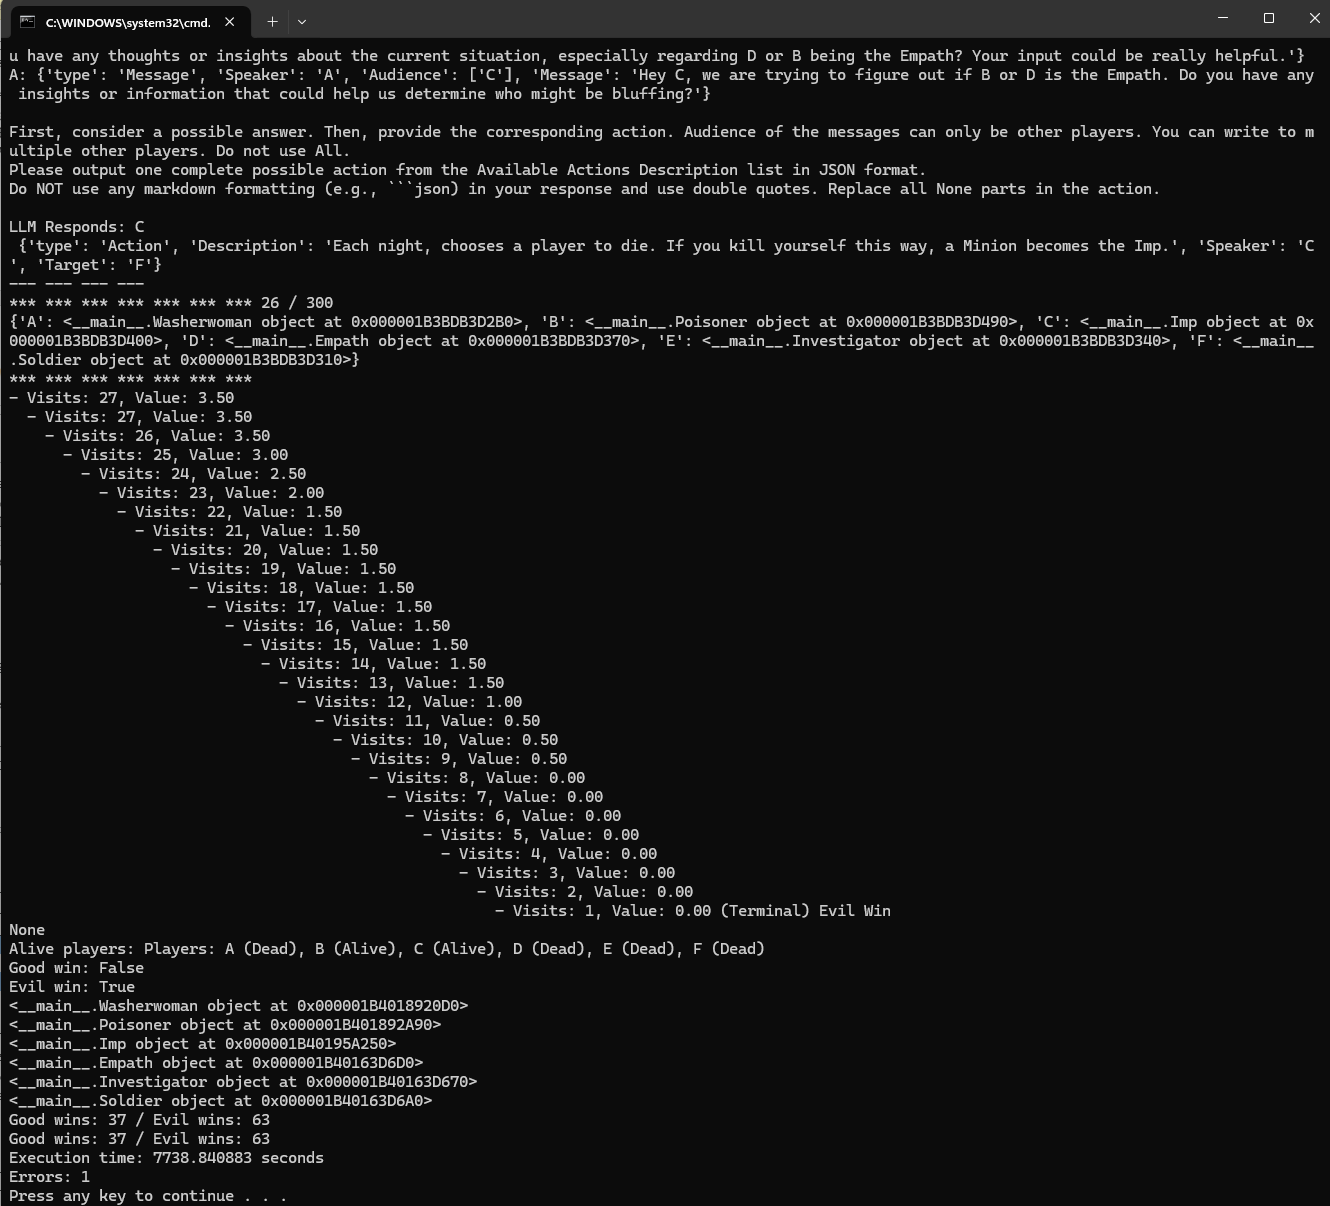 C:\WINDOWS\system32\cmd.
u have any thoughts or insights about the current situation, especially regarding D or B being the Empath? Your input could be really helpful.'}
A: {'type': 'Message', 'Speaker': 'A', 'Audience': ['C'], 'Message': 'Hey C, we are trying to figure out if B or D is the Empath. Do you have any
 insights or information that could help us determine who might be bluffing?'}
First, consider a possible answer. Then, provide the corresponding action. Audience of the messages can only be other players. You can write to m
ultiple other players. Do not use All.
Please output one complete possible action from the Available Actions Description list in JSON format.
Do NOT use any markdown formatting (e.g., ```json) in your response and use double quotes. Replace all None parts in the action.
LLM Responds: C
 {'type': 'Action', 'Description': 'Each night, chooses a player to die. If you kill yourself this way, a Minion becomes the Imp.', 'Speaker': 'C
', 'Target': 'F'}
--- --- --- ---
*** *** *** *** *** *** *** 26 / 300
{'A': <__main__.Washerwoman object at 0x000001B3BDB3D2B0>, 'B': <__main__.Poisoner object at 0x000001B3BDB3D490>, 'C': <__main__.Imp object at 0x
000001B3BDB3D400>, 'D': <__main__.Empath object at 0x000001B3BDB3D370>, 'E': <__main__.Investigator object at 0x000001B3BDB3D340>, 'F': <__main__
.Soldier object at 0x000001B3BDB3D310>}
*** *** *** *** *** *** ***
- Visits: 27, Value: 3.50
- Visits: 27, Value: 3.50
- Visits: 26, Value: 3.50
- Visits: 25, Value: 3.00
- Visits: 24, Value: 2.50
- Visits: 23, Value: 2.00
- Visits: 22, Value: 1.50
- Visits: 21, Value: 1.50
- Visits: 20, Value: 1.50
- Visits: 19, Value: 1.50
- Visits: 18, Value: 1.50
- Visits: 17, Value: 1.50
- Visits: 16, Value: 1.50
- Visits: 15, Value: 1.50
- Visits: 14, Value: 1.50
- Visits: 13, Value: 1.50
- Visits: 12, Value: 1.00
- Visits: 11, Value: 0.50
- Visits: 10, Value: 0.50
- Visits: 9, Value: 0.50
- Visits: 8, Value: 0.00
- Visits: 7, Value: 0.00
- Visits: 6, Value: 0.00
- Visits: 5, Value: 0.00
- Visits: 4, Value: 0.00
- Visits: 3, Value: 0.00
- Visits: 2, Value: 0.00
- Visits: 1, Value: 0.00 (Terminal) Evil Win
None
Alive players: Players: A (Dead), B (Alive), C (Alive), D (Dead), E (Dead), F (Dead)
Good win: False
Evil win: True
<__main__.Washerwoman object at 0x000001B4018920D0>
<__main__.Poisoner object at 0x000001B401892A90>
<__main__.Imp object at 0x000001B40195A250>
<__main__.Empath object at 0x000001B40163D6D0>
<__main__.Investigator object at 0x000001B40163D670>
<__main__.Soldier object at 0x000001B40163D6A0>
Good wins: 37 / Evil wins: 63
Good wins: 37 / Evil wins: 63
Execution time: 7738.840883 seconds
Errors: 1
Press any key to continue . . .